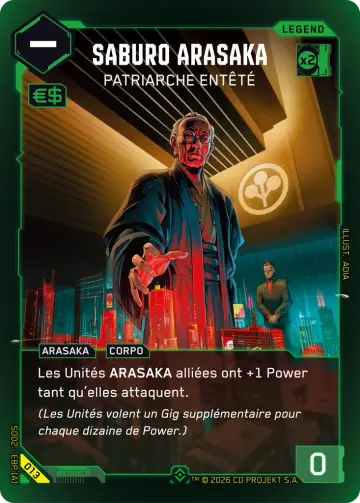 LEGEND
SABURO ARASAKA
x2
PATRIARCHE ENTÊTÉ
€$
ILLUST. ADIA
ARASAKA CORPO
Les Unités ARASAKA alliées ont +1 Power
tant qu'elles attaquent.
(Les Unités volent un Gig supplémentaire pour
chaque dizaine de Power.)
0
013
™ © 2026 CD PROJEKT S.A.